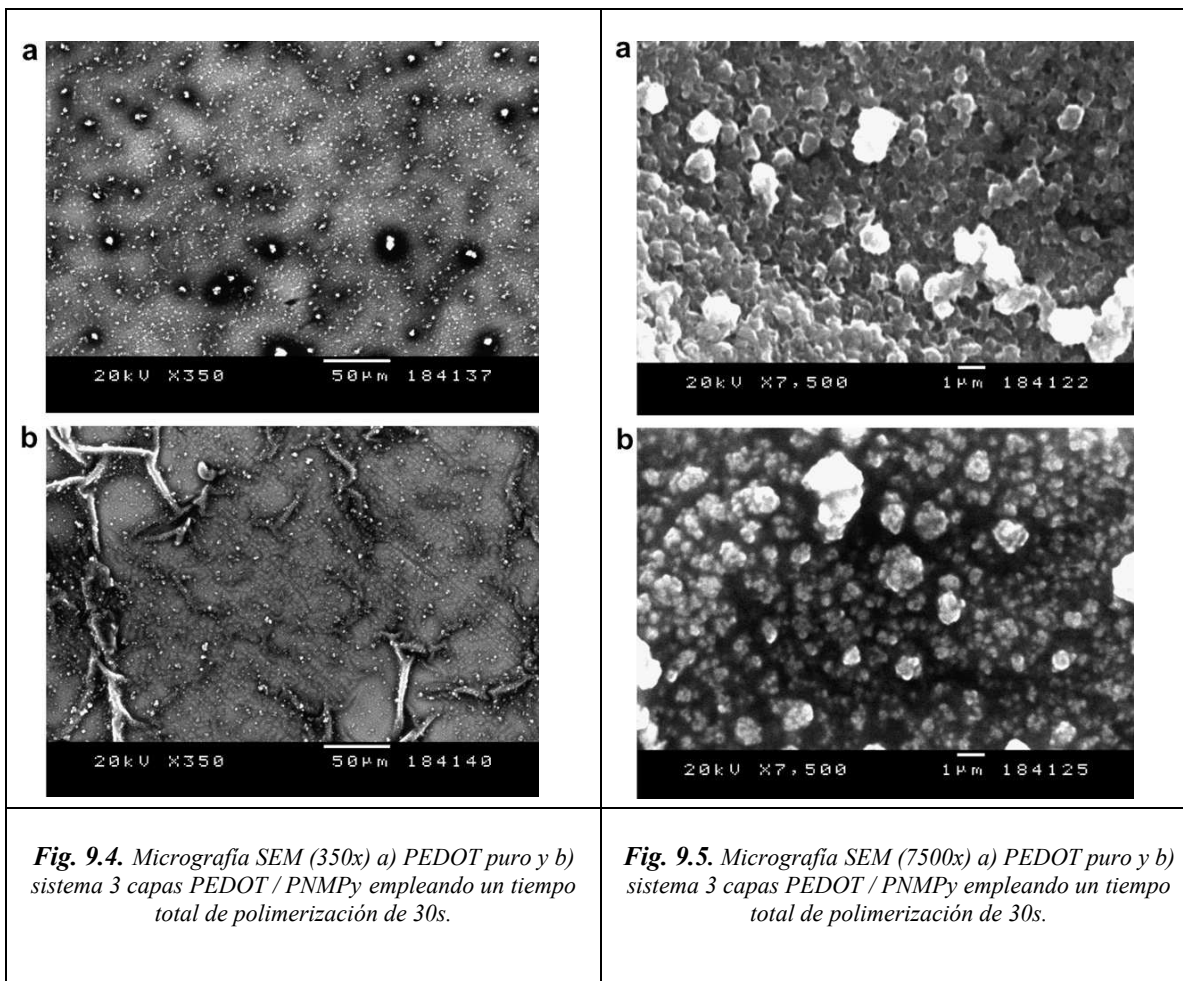 a
20kV X350 50µm 184137
b
20kV X350 50µm 184140
a
20kV X7,500 1µm 184122
b
20kV X7,500 1µm 184125
Fig. 9.4. Micrografía SEM (350x) a) PEDOT puro y b)
sistema 3 capas PEDOT / PNMPy empleando un tiempo
total de polimerización de 30s.
Fig. 9.5. Micrografía SEM (7500x) a) PEDOT puro y b)
sistema 3 capas PEDOT / PNMPy empleando un tiempo
total de polimerización de 30s.